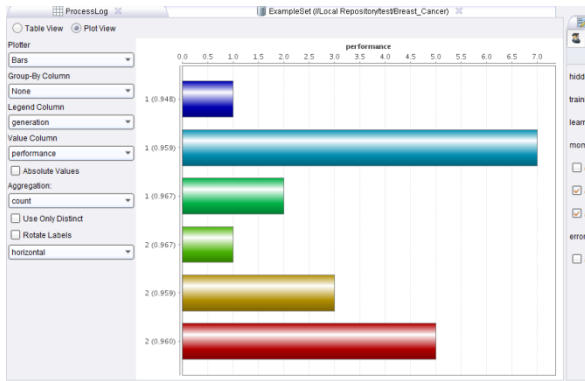 ProcessLog
ExampleSet (//Local Repository/test/Breast_Cancer)
Table View
Plot View
Plotter
Bars
Group-By Column
None
Legend Column
generation
Value Column
performance
Absolute Values
Aggregation:
count
Use Only Distinct
Rotate Labels
horizontal
performance
0.0 0.5 1.0 1.5 2.0 2.5 3.0 3.5 4.0 4.5 5.0 5.5 6.0 6.5 7.0
1 (0.948)
1 (0.959)
1 (0.967)
2 (0.967)
2 (0.959)
2 (0.960)
hidd
train
learn
mon
error